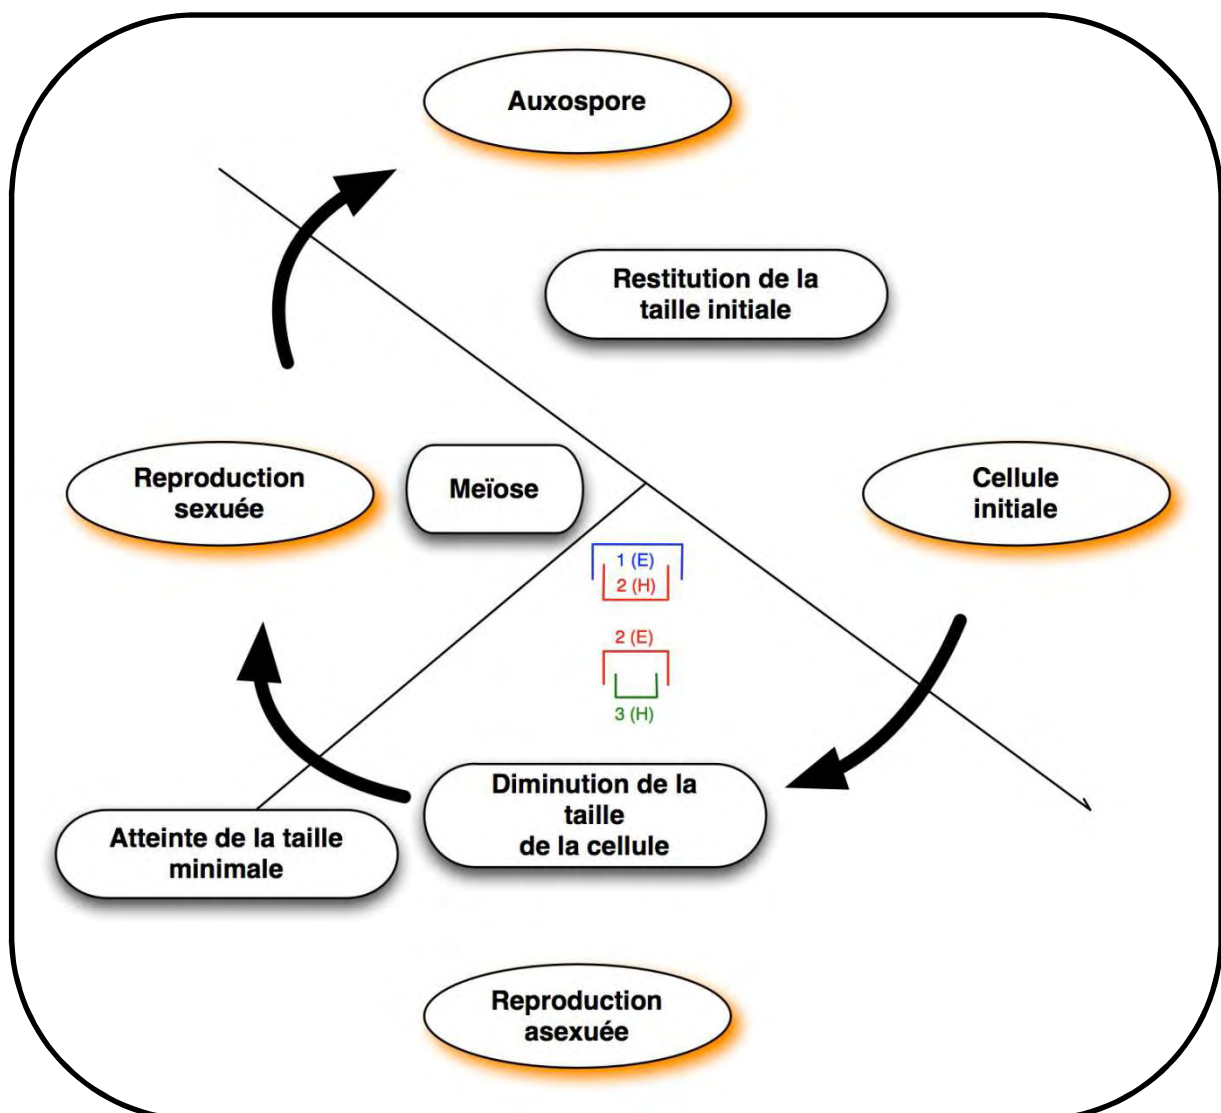 Auxospore
Restitution de la
taille initiale
Reproduction
sexuée
Meïose
Cellule
initiale
1 (E)
2 (H)
2 (E)
3 (H)
Diminution de la
taille
de la cellule
Atteinte de la taille
minimale
Reproduction
asexuée